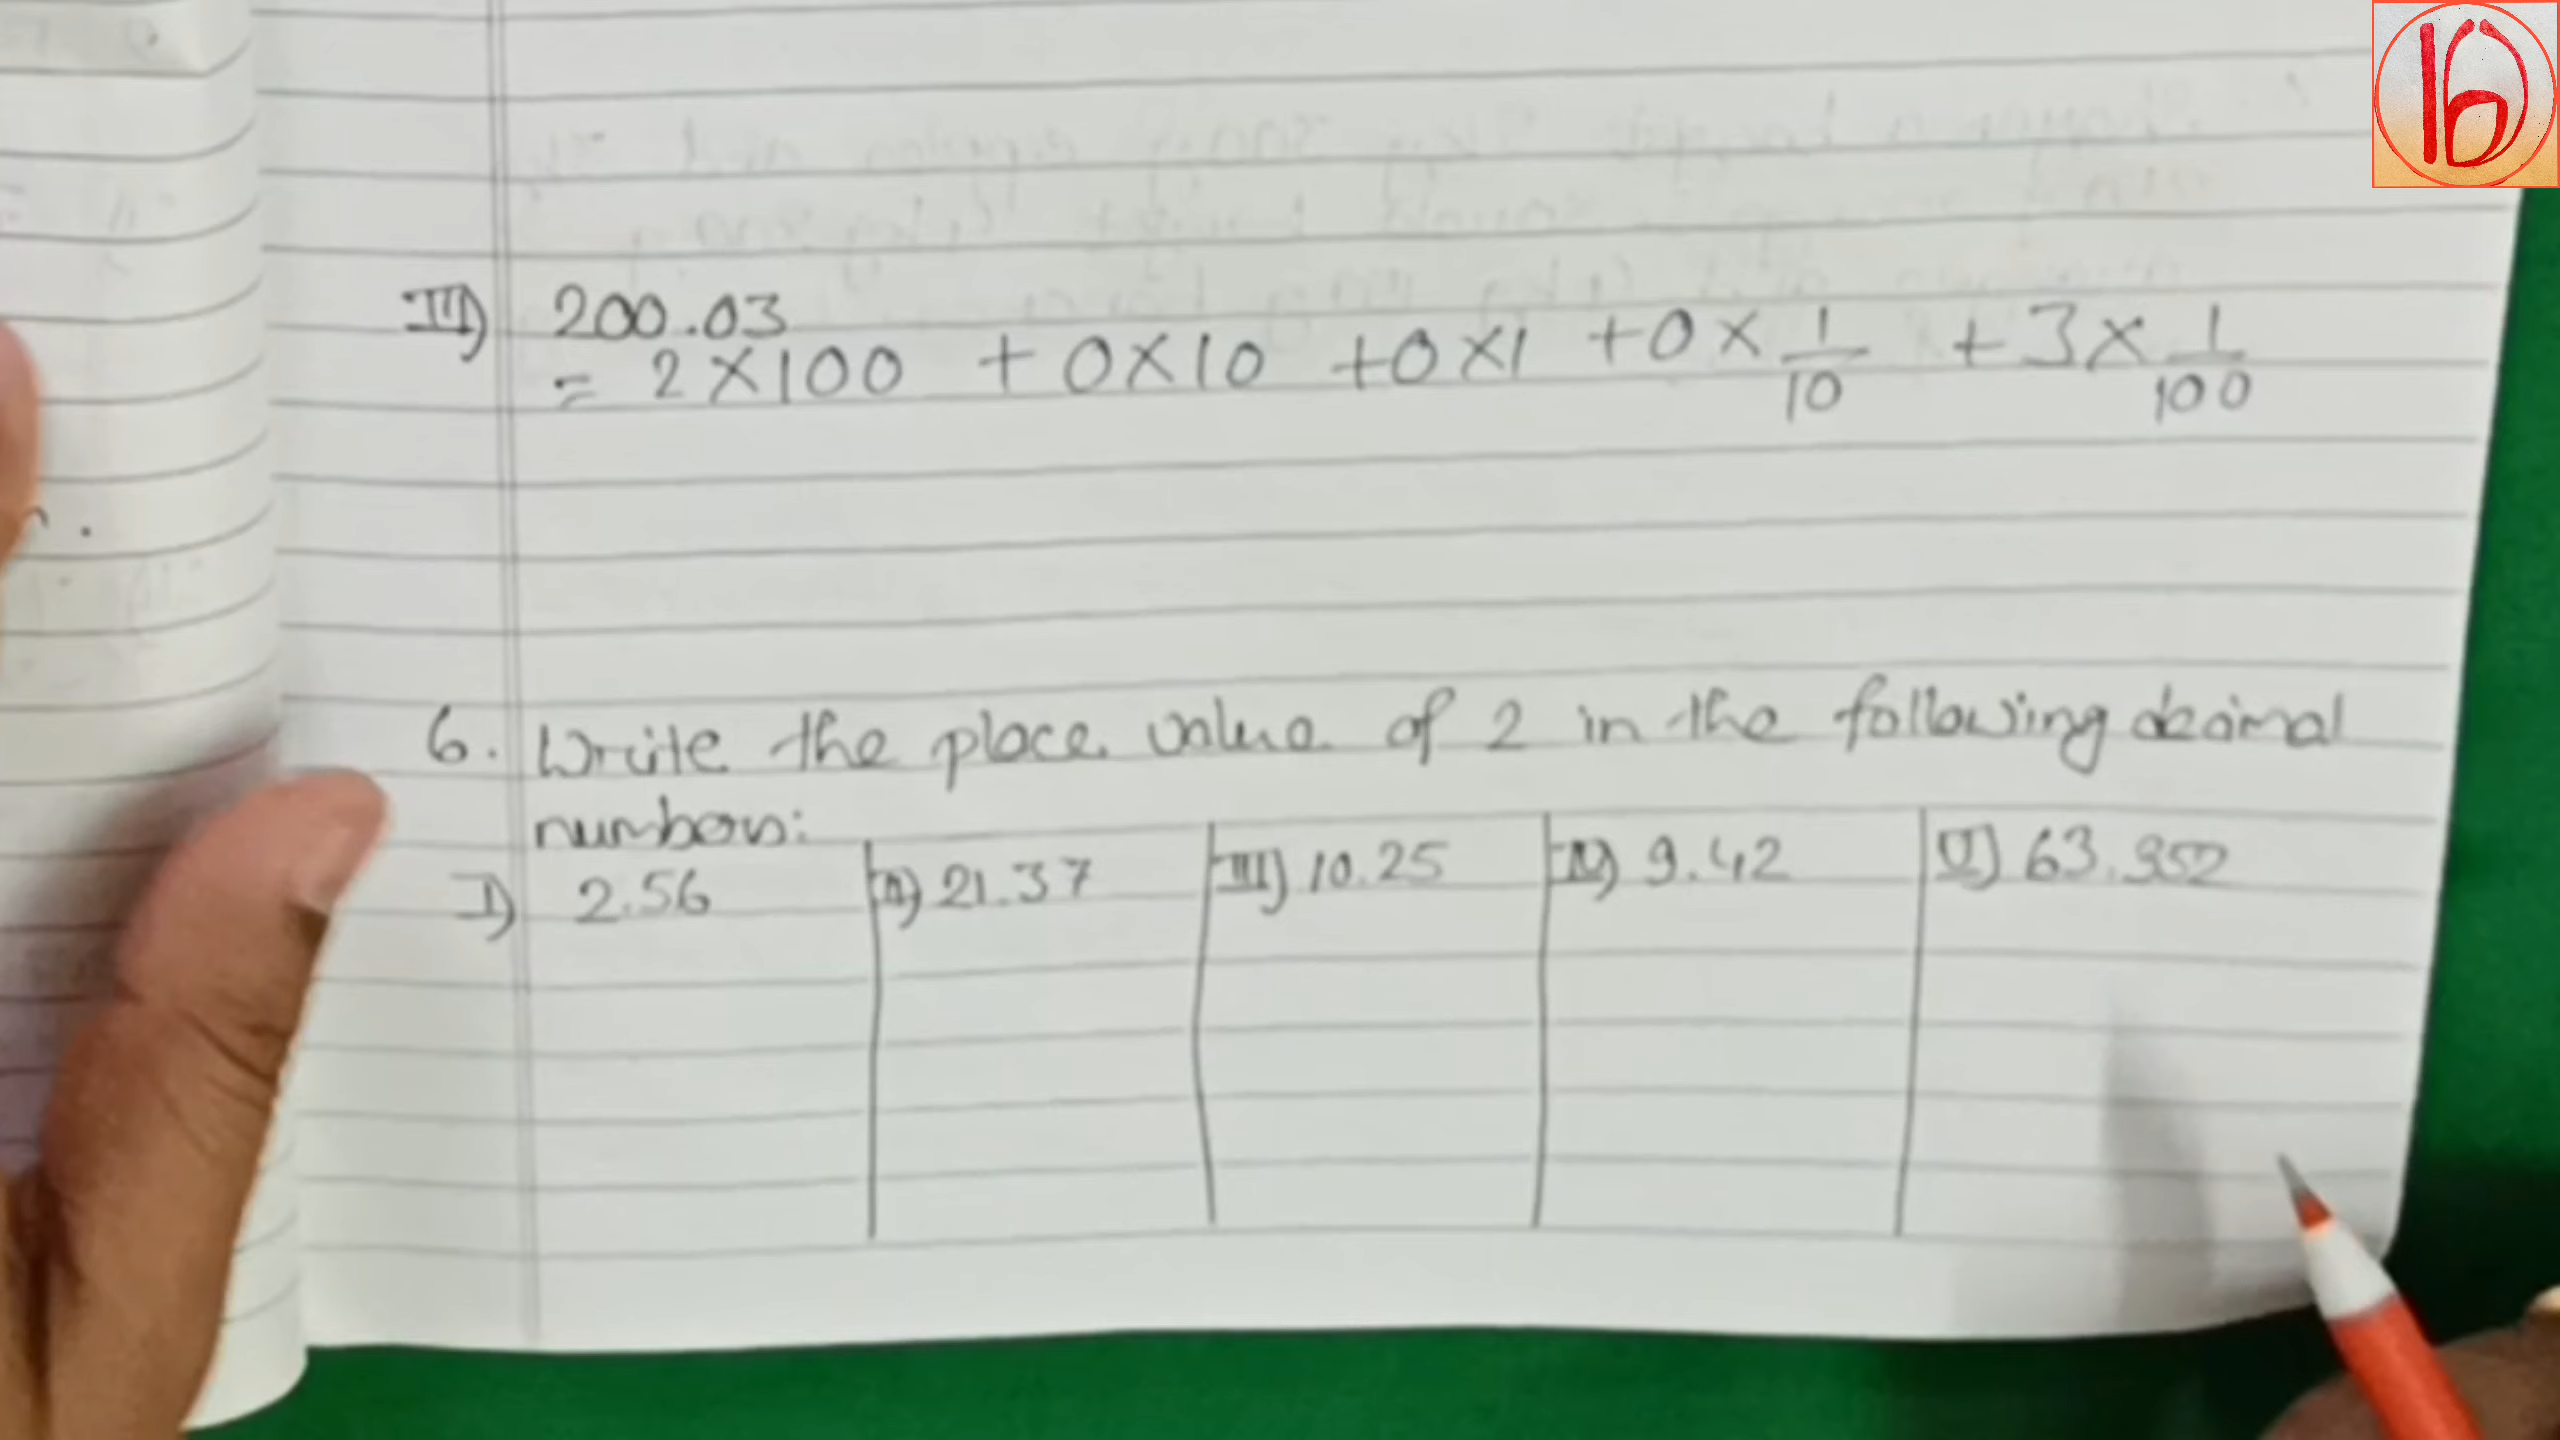 III) 200.03
= 2 × 100 + 0 × 10 + 0 × 1 + 0 × 1/10 + 3 × 1/100
6. Write the place value of 2 in the following decimal
numbers:
I) 2.56 II) 21.37 III) 10.25 IV) 9.42 V) 63.352